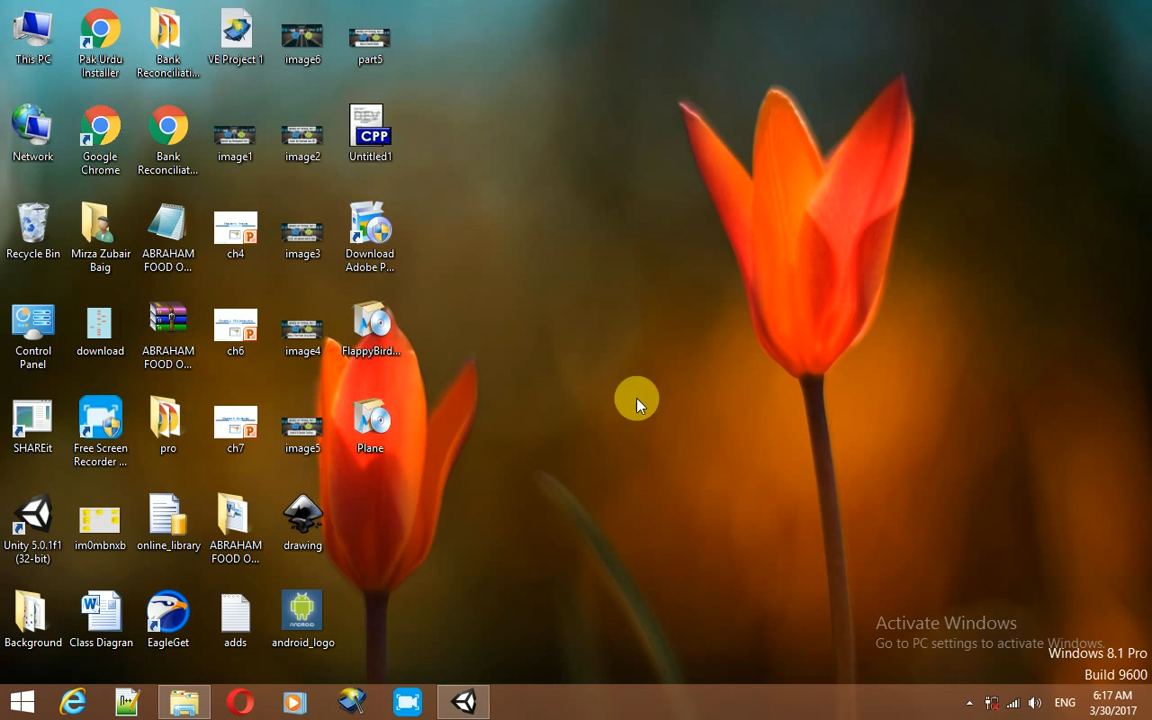 This PC
Pak Urdu
Installer
Bank
Reconciliati...
VE Project 1
image6
part5
Network
Google
Chrome
Bank
Reconciliat...
image1
image2
DEV
CPP
Untitled1
Recycle Bin
Mirza Zubair
Baig
ABRAHAM
FOOD O...
ch4
image3
Download
Adobe P...
Control
Panel
download
ABRAHAM
FOOD O...
ch6
image4
FlappyBird...
SHAREit
Free Screen
Recorder ...
pro
ch7
image5
Plane
Unity 5.0.1f1
(32-bit)
im0mbnxb
online_library
ABRAHAM
FOOD O...
drawing
Background
Class Diagran
EagleGet
adds
android_logo
Activate Windows
Go to PC settings to activate Windows.
Windows 8.1 Pro
Build 9600
ENG
6:17 AM
3/30/2017